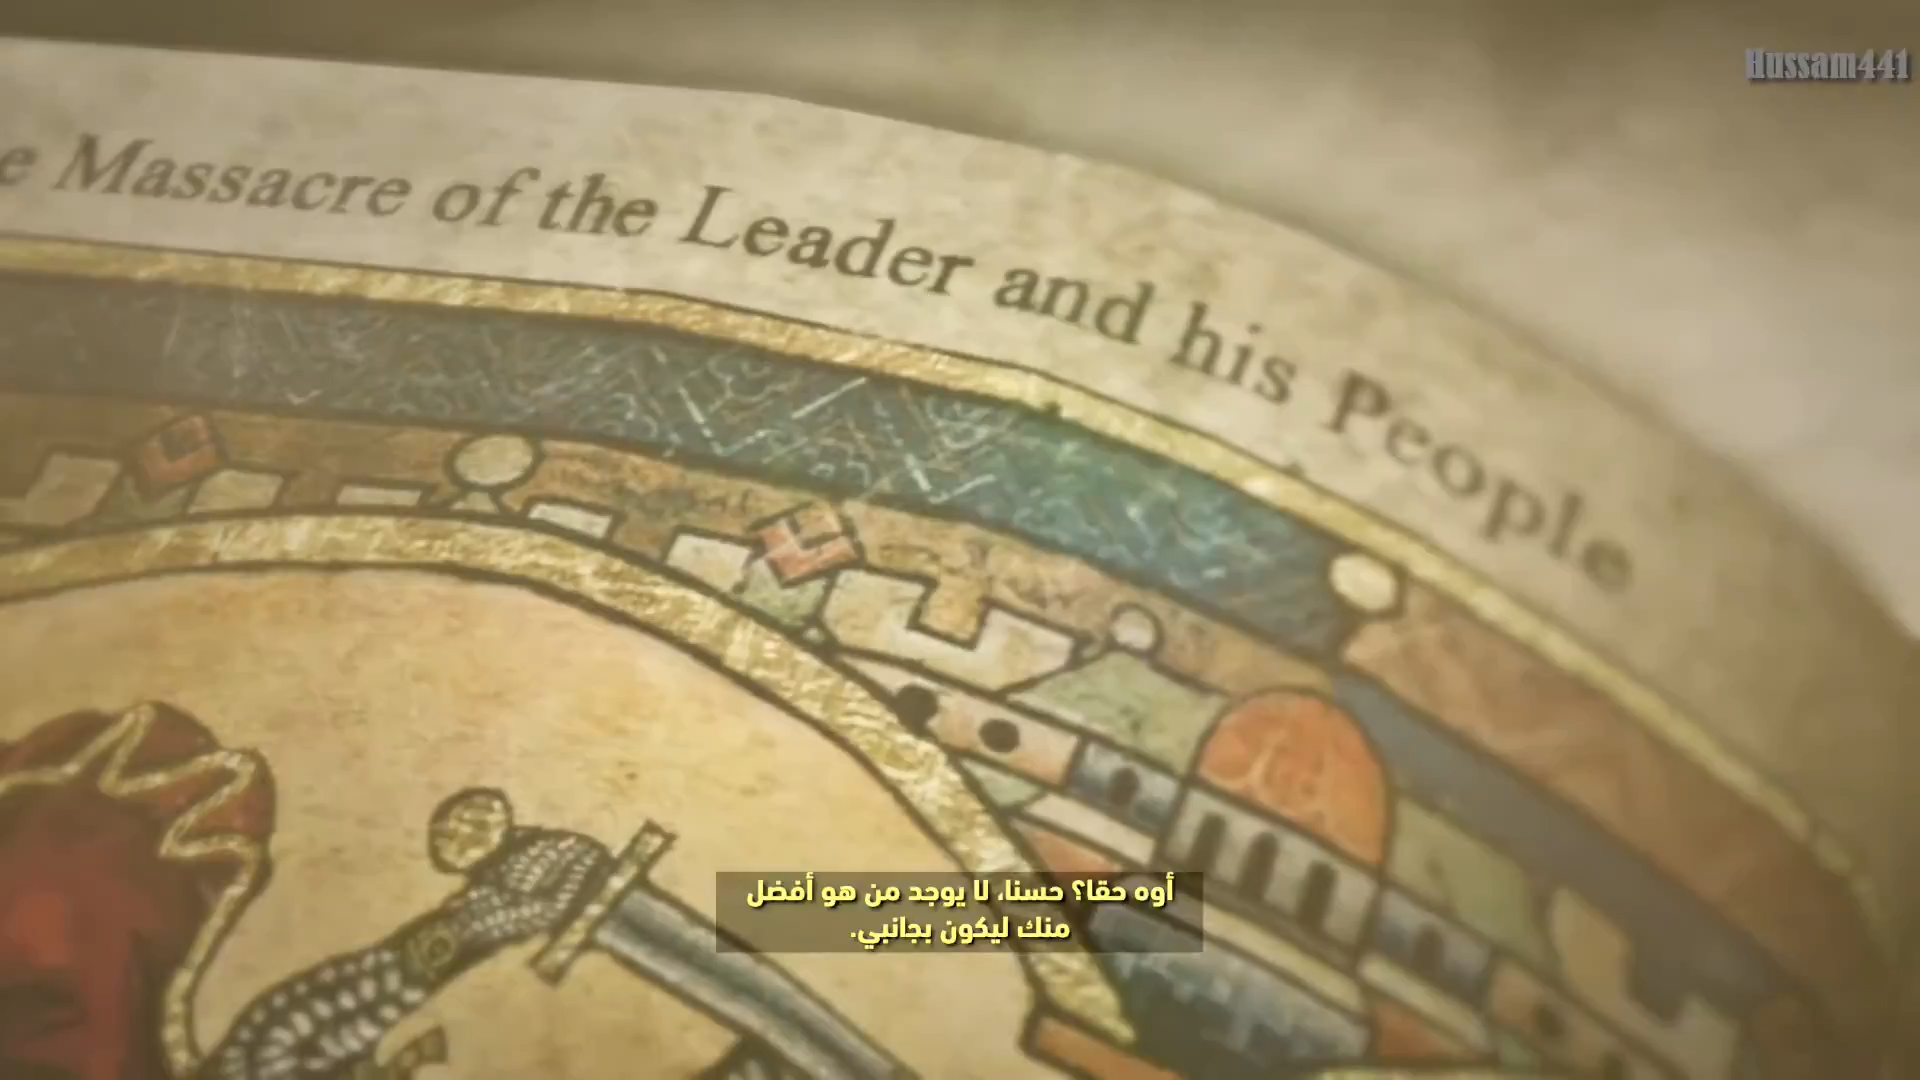 Hussam441
e Massacre of the Leader and his People
أوه حقا؟ حسنا، لا يوجد من هو أفضل
منك ليكون بجانبي.